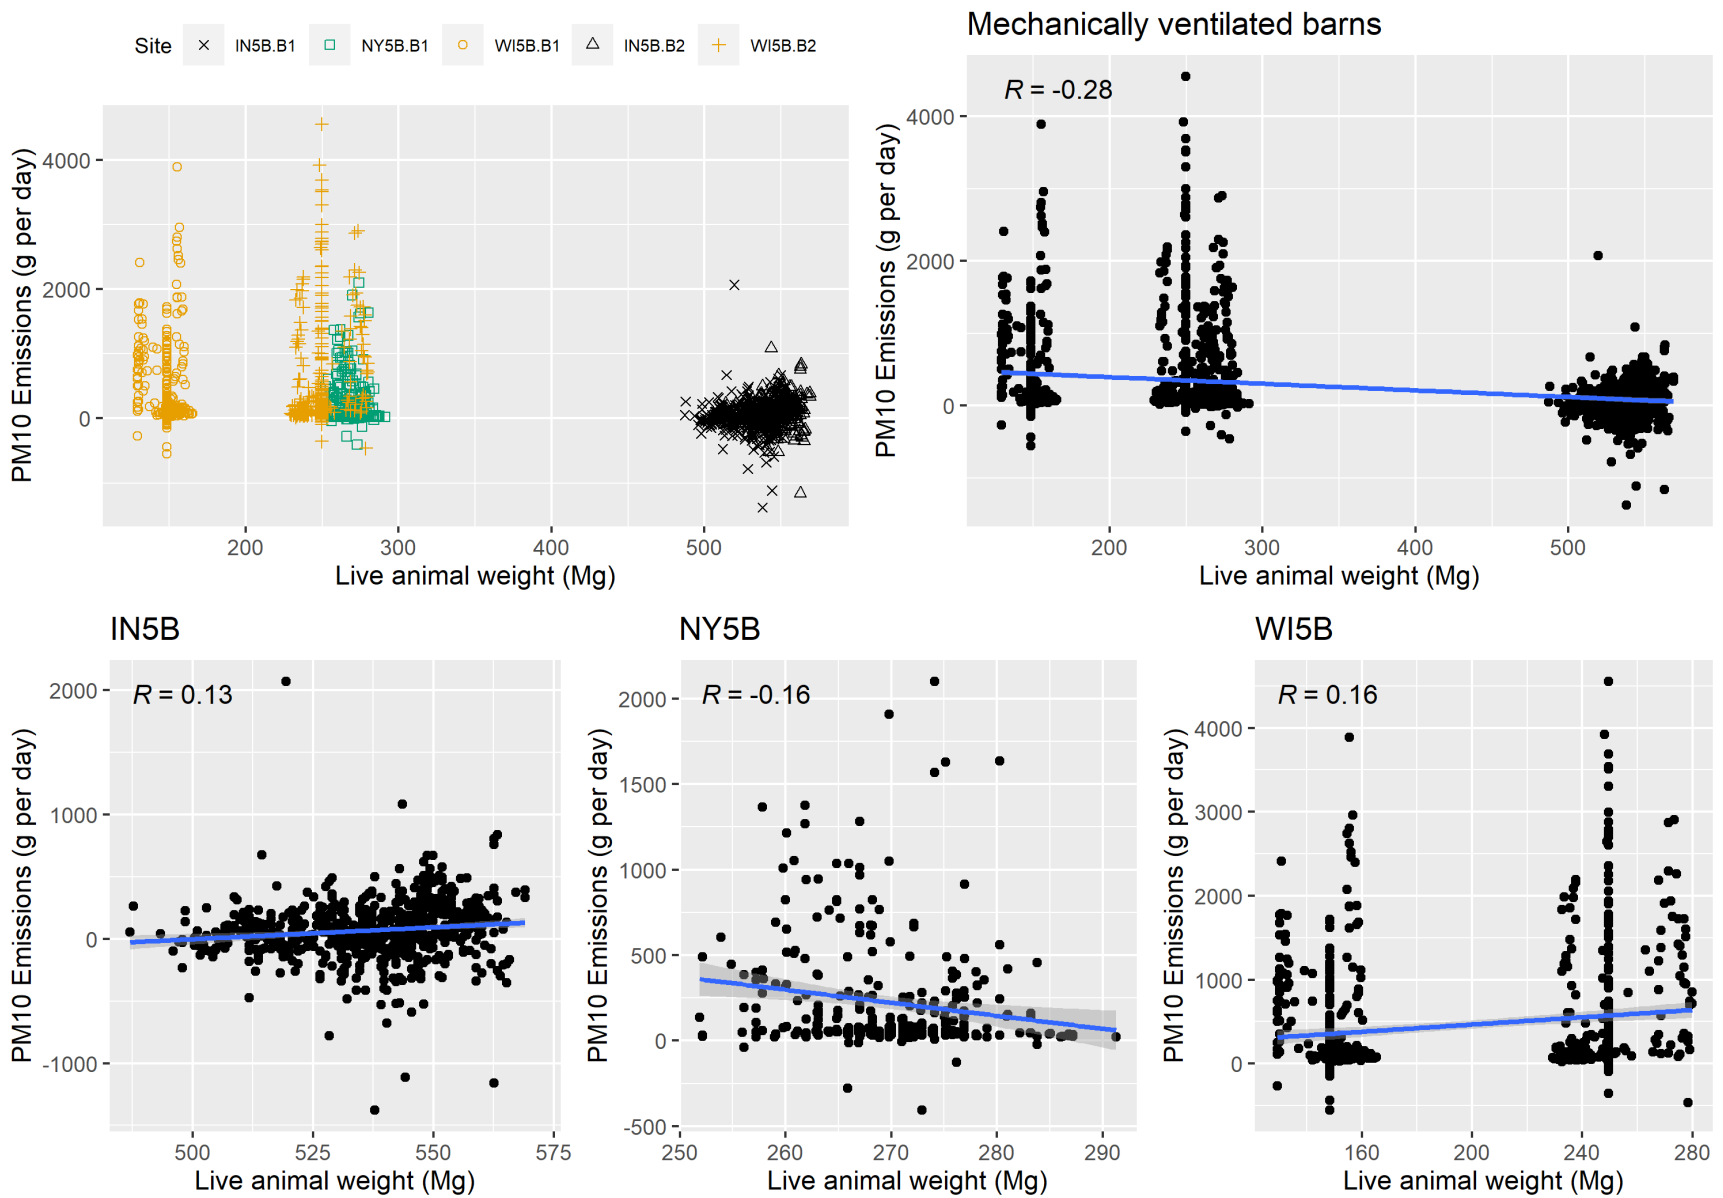 Site IN5B.B1 NY5B.B1 WI5B.B1 IN5B.B2 WI5B.B2
PM10 Emissions (g per day)
4000
2000
0
200 300 400 500
Live animal weight (Mg)
Mechanically ventilated barns
R = -0.28
PM10 Emissions (g per day)
4000
2000
0
200 300 400 500
Live animal weight (Mg)
IN5B
R = 0.13
PM10 Emissions (g per day)
2000
1000
0
-1000
500 525 550 575
Live animal weight (Mg)
NY5B
R = -0.16
PM10 Emissions (g per day)
2000
1500
1000
500
0
-500
250 260 270 280 290
Live animal weight (Mg)
WI5B
R = 0.16
PM10 Emissions (g per day)
4000
3000
2000
1000
0
160 200 240 280
Live animal weight (Mg)